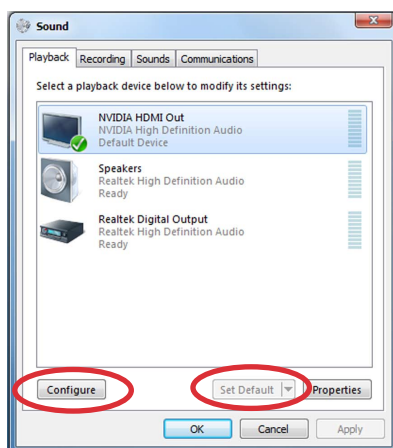 Sound
Playback Recording Sounds Communications
Select a playback device below to modify its settings:
NVIDIA HDMI Out
NVIDIA High Definition Audio
Default Device
Speakers
Realtek High Definition Audio
Ready
Realtek Digital Output
Realtek High Definition Audio
Ready
Configure Set Default Properties
OK Cancel Apply